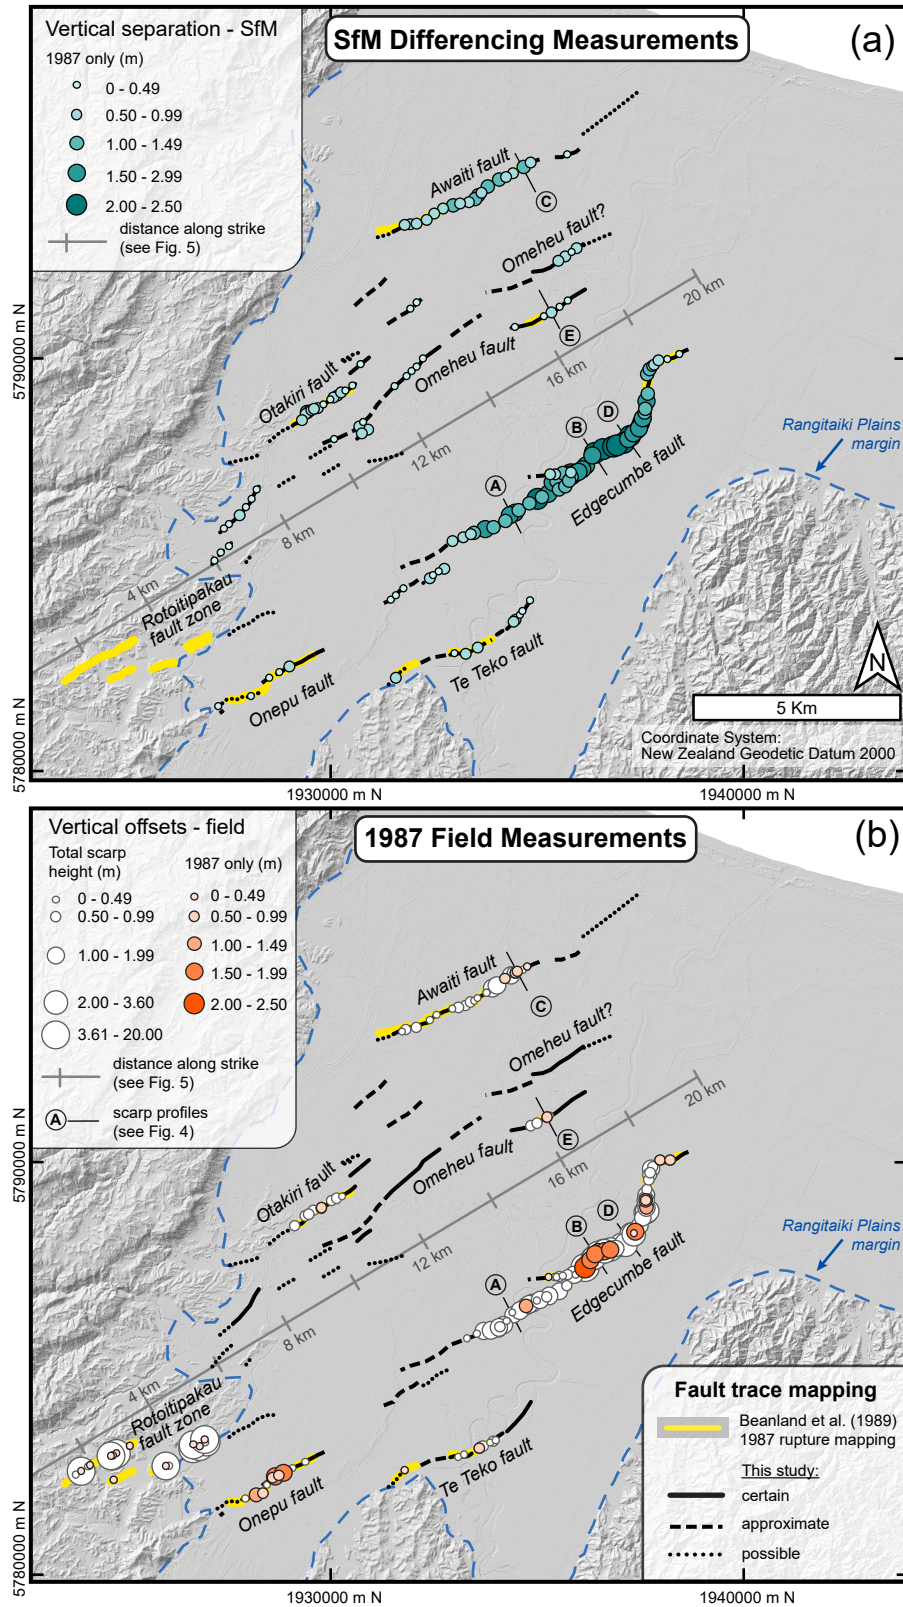 Vertical separation - SfM
1987 only (m)
0 - 0.49
0.50 - 0.99
1.00 - 1.49
1.50 - 2.99
2.00 - 2.50
distance along strike
(see Fig. 5)
SfM Differencing Measurements
(a)
Awaiti fault
C
Omeheu fault?
20 km
E
Omeheu fault
16 km
Otakiri fault
5790000 m N
D
B
12 km
Rangitaiki Plains
margin
A
Edgecumbe fault
8 km
4 km
Rotoitipakau
fault zone
Te Teko fault
Onepu fault
N
5 Km
Coordinate System:
New Zealand Geodetic Datum 2000
5780000 m N
1930000 m N
1940000 m N
Vertical offsets - field
Total scarp
height (m)
0 - 0.49
0.50 - 0.99
1.00 - 1.99
2.00 - 3.60
3.61 - 20.00
1987 only (m)
0 - 0.49
0.50 - 0.99
1.00 - 1.49
1.50 - 1.99
2.00 - 2.50
distance along strike
(see Fig. 5)
A
scarp profiles
(see Fig. 4)
1987 Field Measurements
(b)
Awaiti fault
C
Omeheu fault?
20 km
E
Omeheu fault
16 km
Otakiri fault
5790000 m N
D
B
12 km
Rangitaiki Plains
margin
A
Edgecumbe fault
8 km
4 km
Rotoitipakau
fault zone
Te Teko fault
Onepu fault
Fault trace mapping
Beanland et al. (1989)
1987 rupture mapping
This study:
certain
approximate
possible
5780000 m N
1930000 m N
1940000 m N